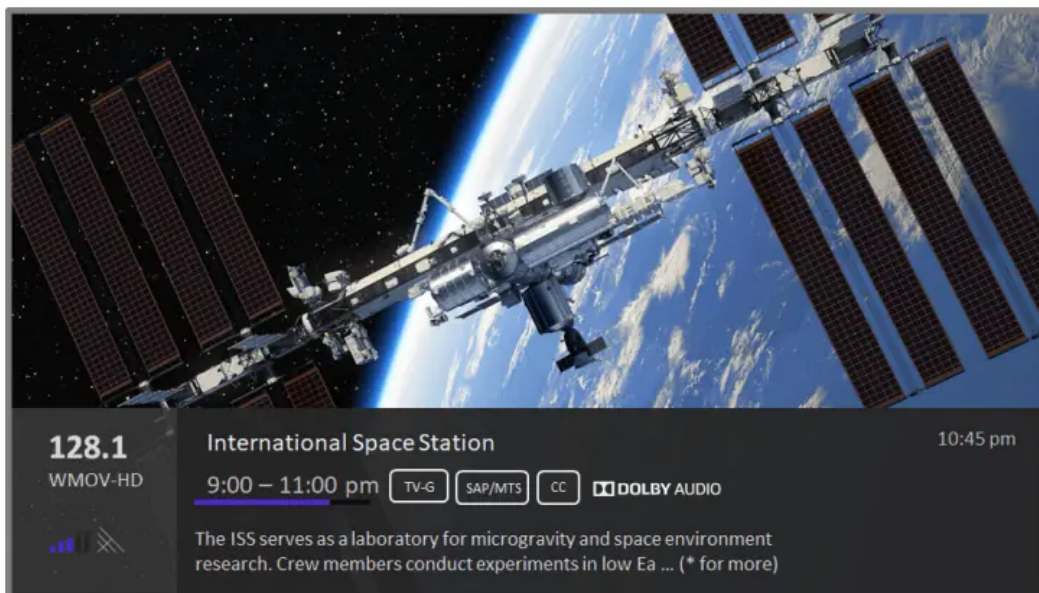 128.1
WMOV-HD
International Space Station
10:45 pm
9:00 – 11:00 pm
TV-G
SAP/MTS
CC
DOLBY AUDIO
The ISS serves as a laboratory for microgravity and space environment
research. Crew members conduct experiments in low Ea ... (* for more)